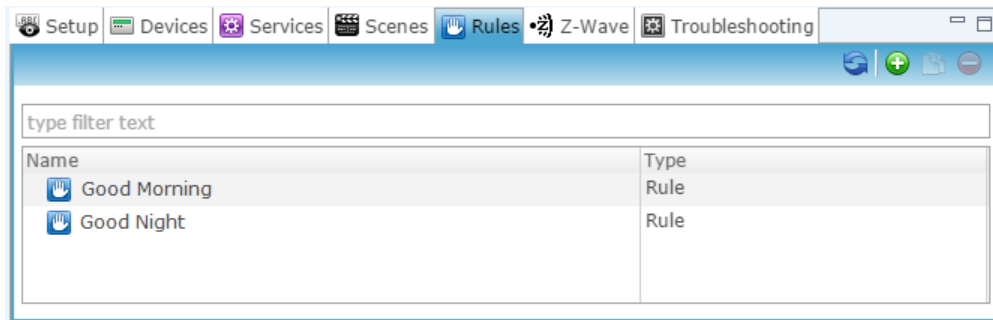 Setup Devices Services Scenes Rules Z-Wave Troubleshooting
type filter text
Name Type
Good Morning Rule
Good Night Rule